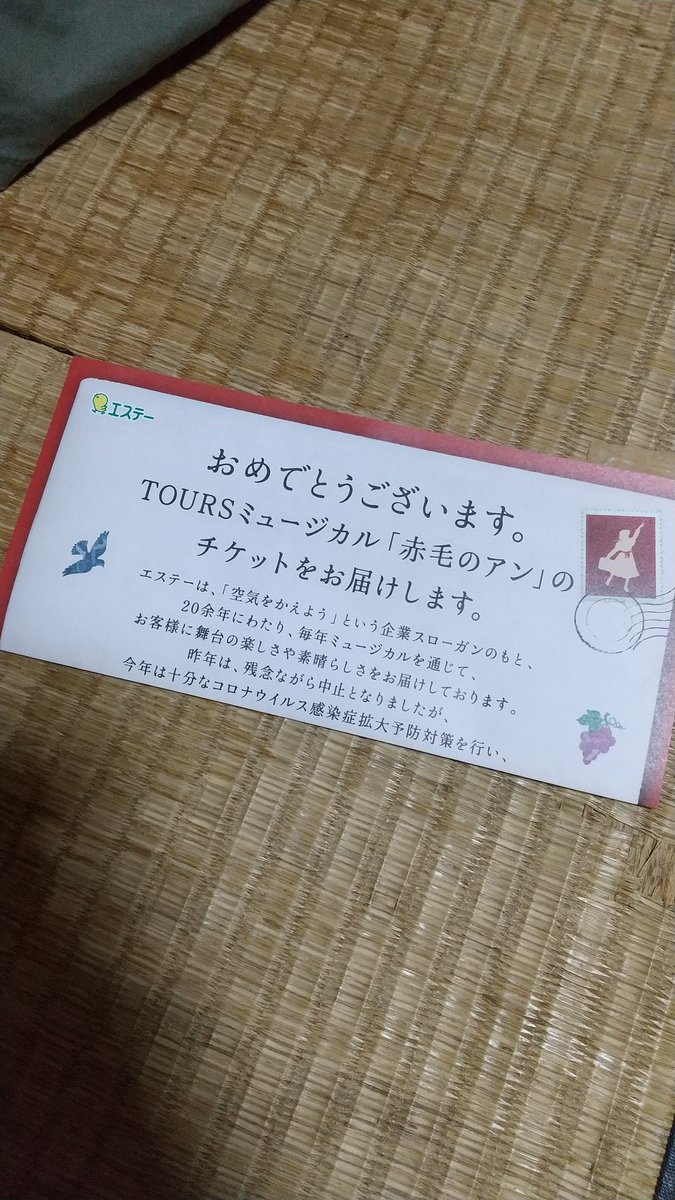 エステー
おめでとうございます。
TOURSミュージカル「赤毛のアン」の
チケットをお届けします。
エステーは、「空気をかえよう」という企業スローガンのもと、
20余年にわたり、毎年ミュージカルを通じて、
お客様に舞台の楽しさや素晴らしさをお届けしております。
昨年は、残念ながら中止となりましたが、
今年は十分なコロナウイルス感染症拡大予防対策を行い、